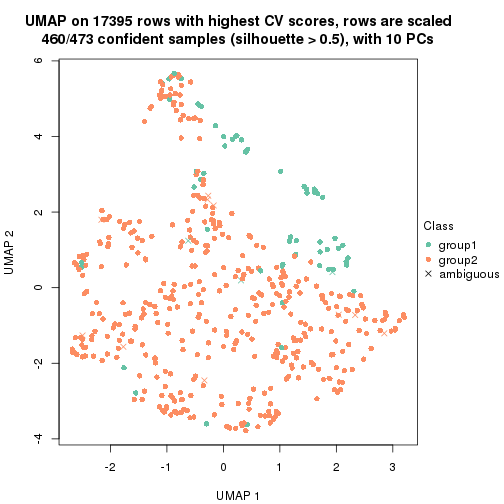 UMAP on 17395 rows with highest CV scores, rows are scaled
460/473 confident samples (silhouette > 0.5), with 10 PCs
6
4
2
0
-2
-4
UMAP 2
-2
-1
0
1
2
3
UMAP 1
Class
group1
group2
ambiguous